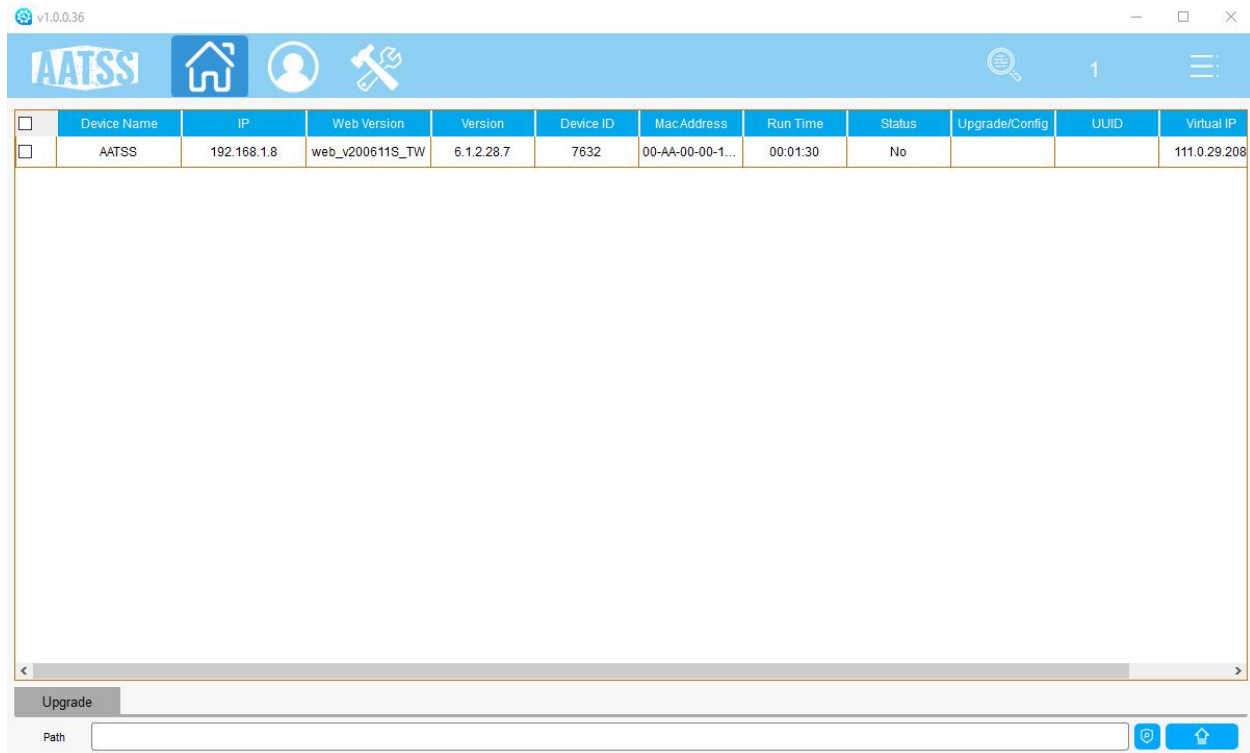 v1.0.0.36
AATSS 1
Device Name IP Web Version Version Device ID Mac Address Run Time Status Upgrade/Config UUID Virtual IP
AATSS 192.168.1.8 web_v200611S_TW 6.1.2.28.7 7632 00-AA-00-00-1... 00:01:30 No 111.0.29.208
Upgrade
Path